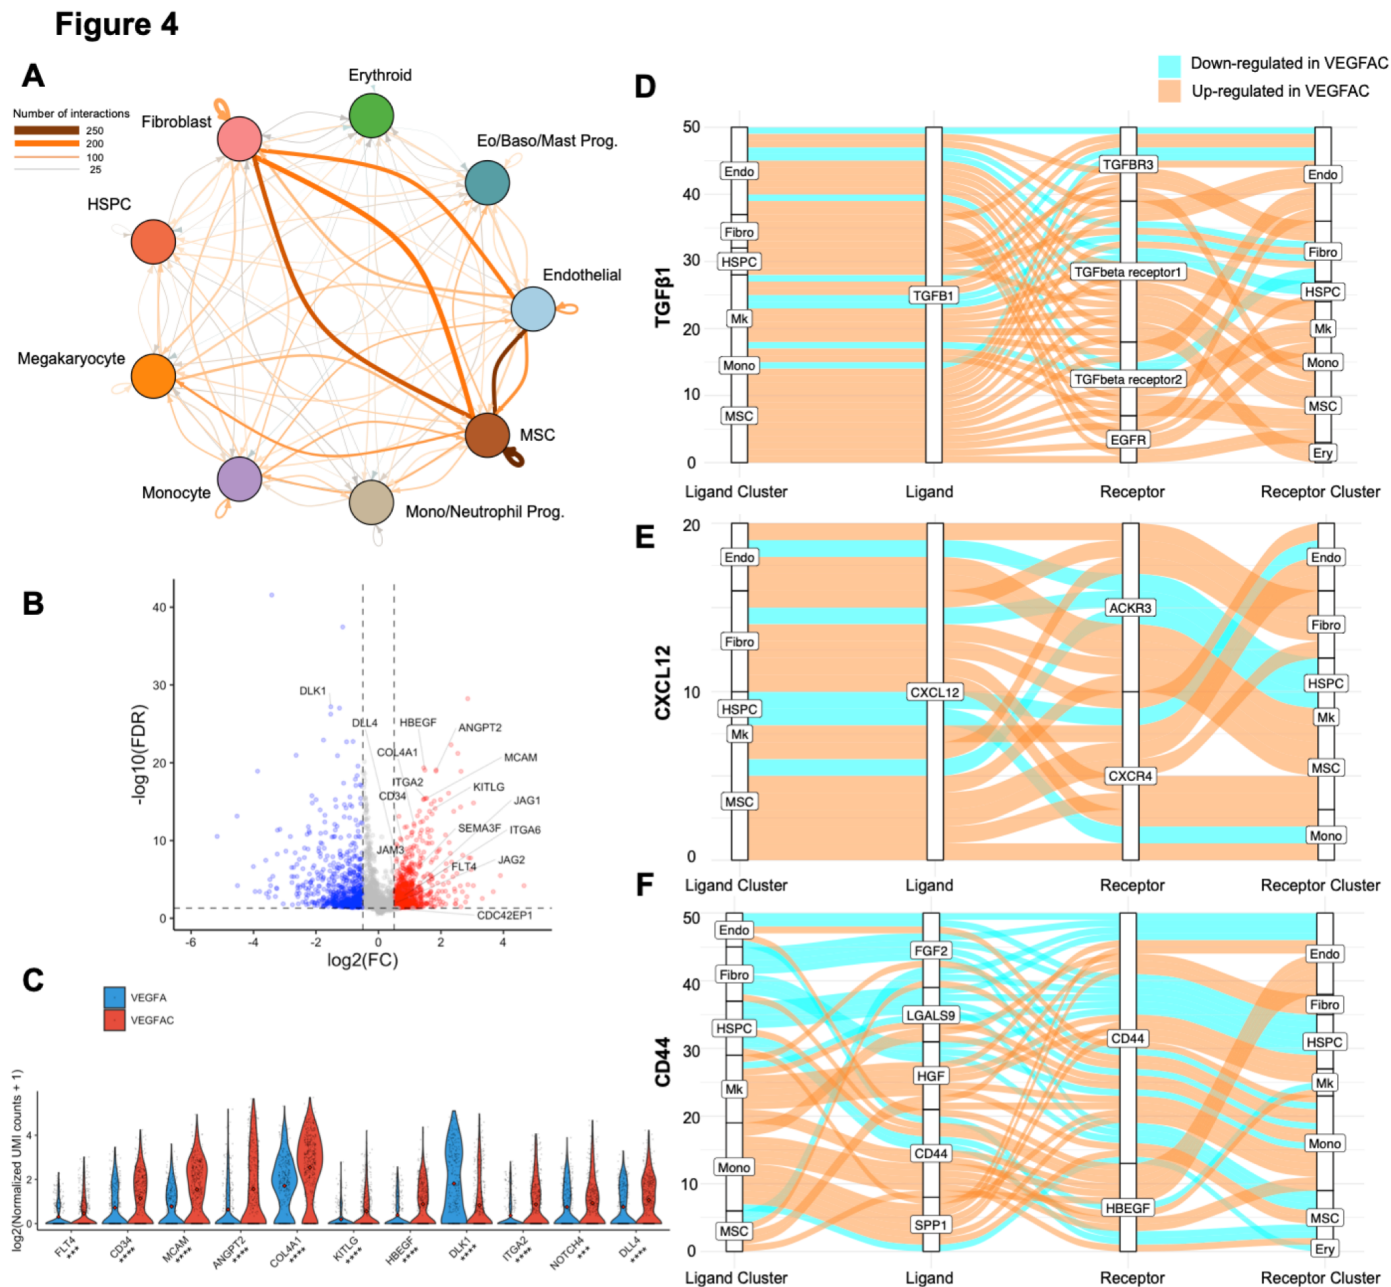 Figure 4
A
Number of interactions
250
200
100
25
Erythroid
Fibroblast
Eo/Baso/Mast Prog.
HSPC
Endothelial
Megakaryocyte
MSC
Monocyte
Mono/Neutrophil Prog.
B
-log10(FDR)
40
30
20
10
0
DLK1
DLL4
HBEGF
ANGPT2
COL4A1
MCAM
ITGA2
KITLG
CD34
JAG1
SEMA3F
ITGA6
JAM3
FLT4
JAG2
CDC42EP1
-6
-4
-2
0
2
4
log2(FC)
C
VEGFA
VEGFAC
log2(Normalized UMI counts + 1)
4
2
0
FLT4
***
CD34
****
MCAM
****
ANGPT2
****
COL4A1
****
KITLG
****
HBEGF
****
DLK1
****
ITGA2
****
NOTCH4
***
DLL4
****
Down-regulated in VEGFAC
Up-regulated in VEGFAC
D
TGFβ1
50
40
30
20
10
0
Endo
Fibro
HSPC
Mk
Mono
MSC
TGFB1
TGFBR3
TGFbeta receptor1
TGFbeta receptor2
EGFR
Endo
Fibro
HSPC
Mk
Mono
MSC
Ery
Ligand Cluster
Ligand
Receptor
Receptor Cluster
E
CXCL12
20
10
0
Endo
Fibro
HSPC
Mk
MSC
CXCL12
ACKR3
CXCR4
Endo
Fibro
HSPC
Mk
MSC
Mono
Ligand Cluster
Ligand
Receptor
Receptor Cluster
F
CD44
50
40
30
20
10
0
Endo
Fibro
HSPC
Mk
Mono
MSC
FGF2
LGALS9
HGF
CD44
SPP1
CD44
HBEGF
Endo
Fibro
HSPC
Mk
Mono
MSC
Ery
Ligand Cluster
Ligand
Receptor
Receptor Cluster